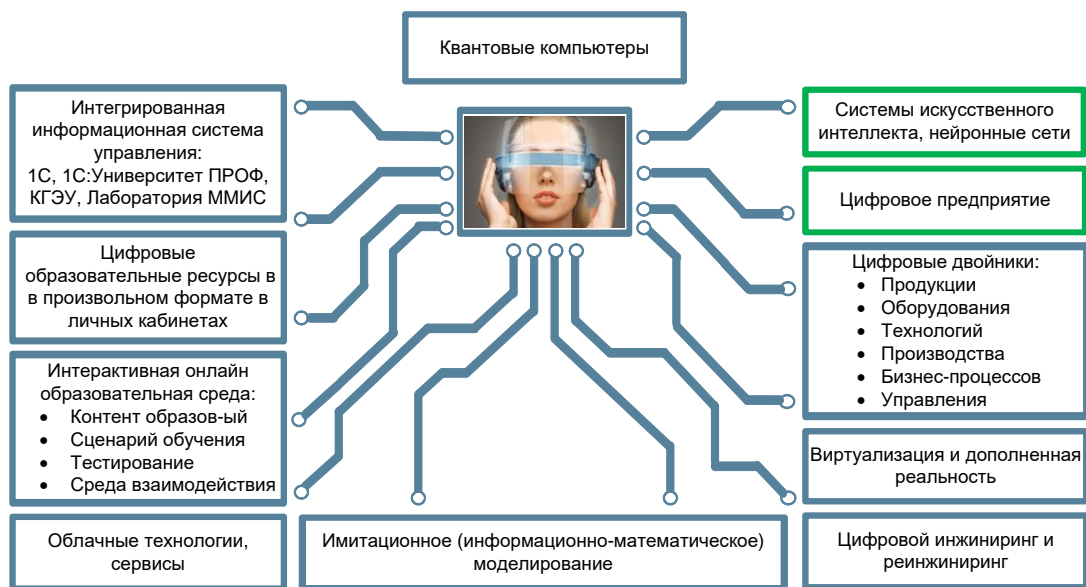 Квантовые компьютеры
Интегрированная
информационная система
управления:
1С, 1С:Университет ПРОФ,
КГЭУ, Лаборатория ММИС
Цифровые
образовательные ресурсы в
в произвольном формате в
личных кабинетах
Интерактивная онлайн
образовательная среда:
• Контент образов-ый
• Сценарий обучения
• Тестирование
• Среда взаимодействия
Облачные технологии,
сервисы
Имитационное (информационно-математическое)
моделирование
Системы искусственного
интеллекта, нейронные сети
Цифровое предприятие
Цифровые двойники:
• Продукции
• Оборудования
• Технологий
• Производства
• Бизнес-процессов
• Управления
Виртуализация и дополненная
реальность
Цифровой инжиниринг и
реинжиниринг